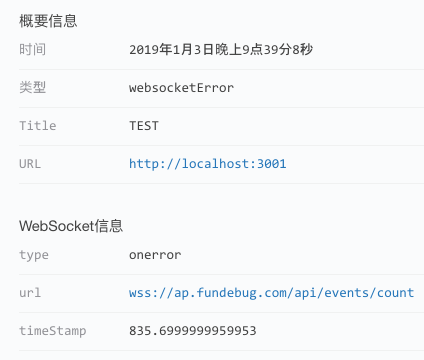 概要信息
时间 2019年1月3日晚上9点39分8秒
类型 websocketError
Title TEST
URL http://localhost:3001
WebSocket信息
type onerror
url wss://ap.fundebug.com/api/events/count
timeStamp 835.6999999959953